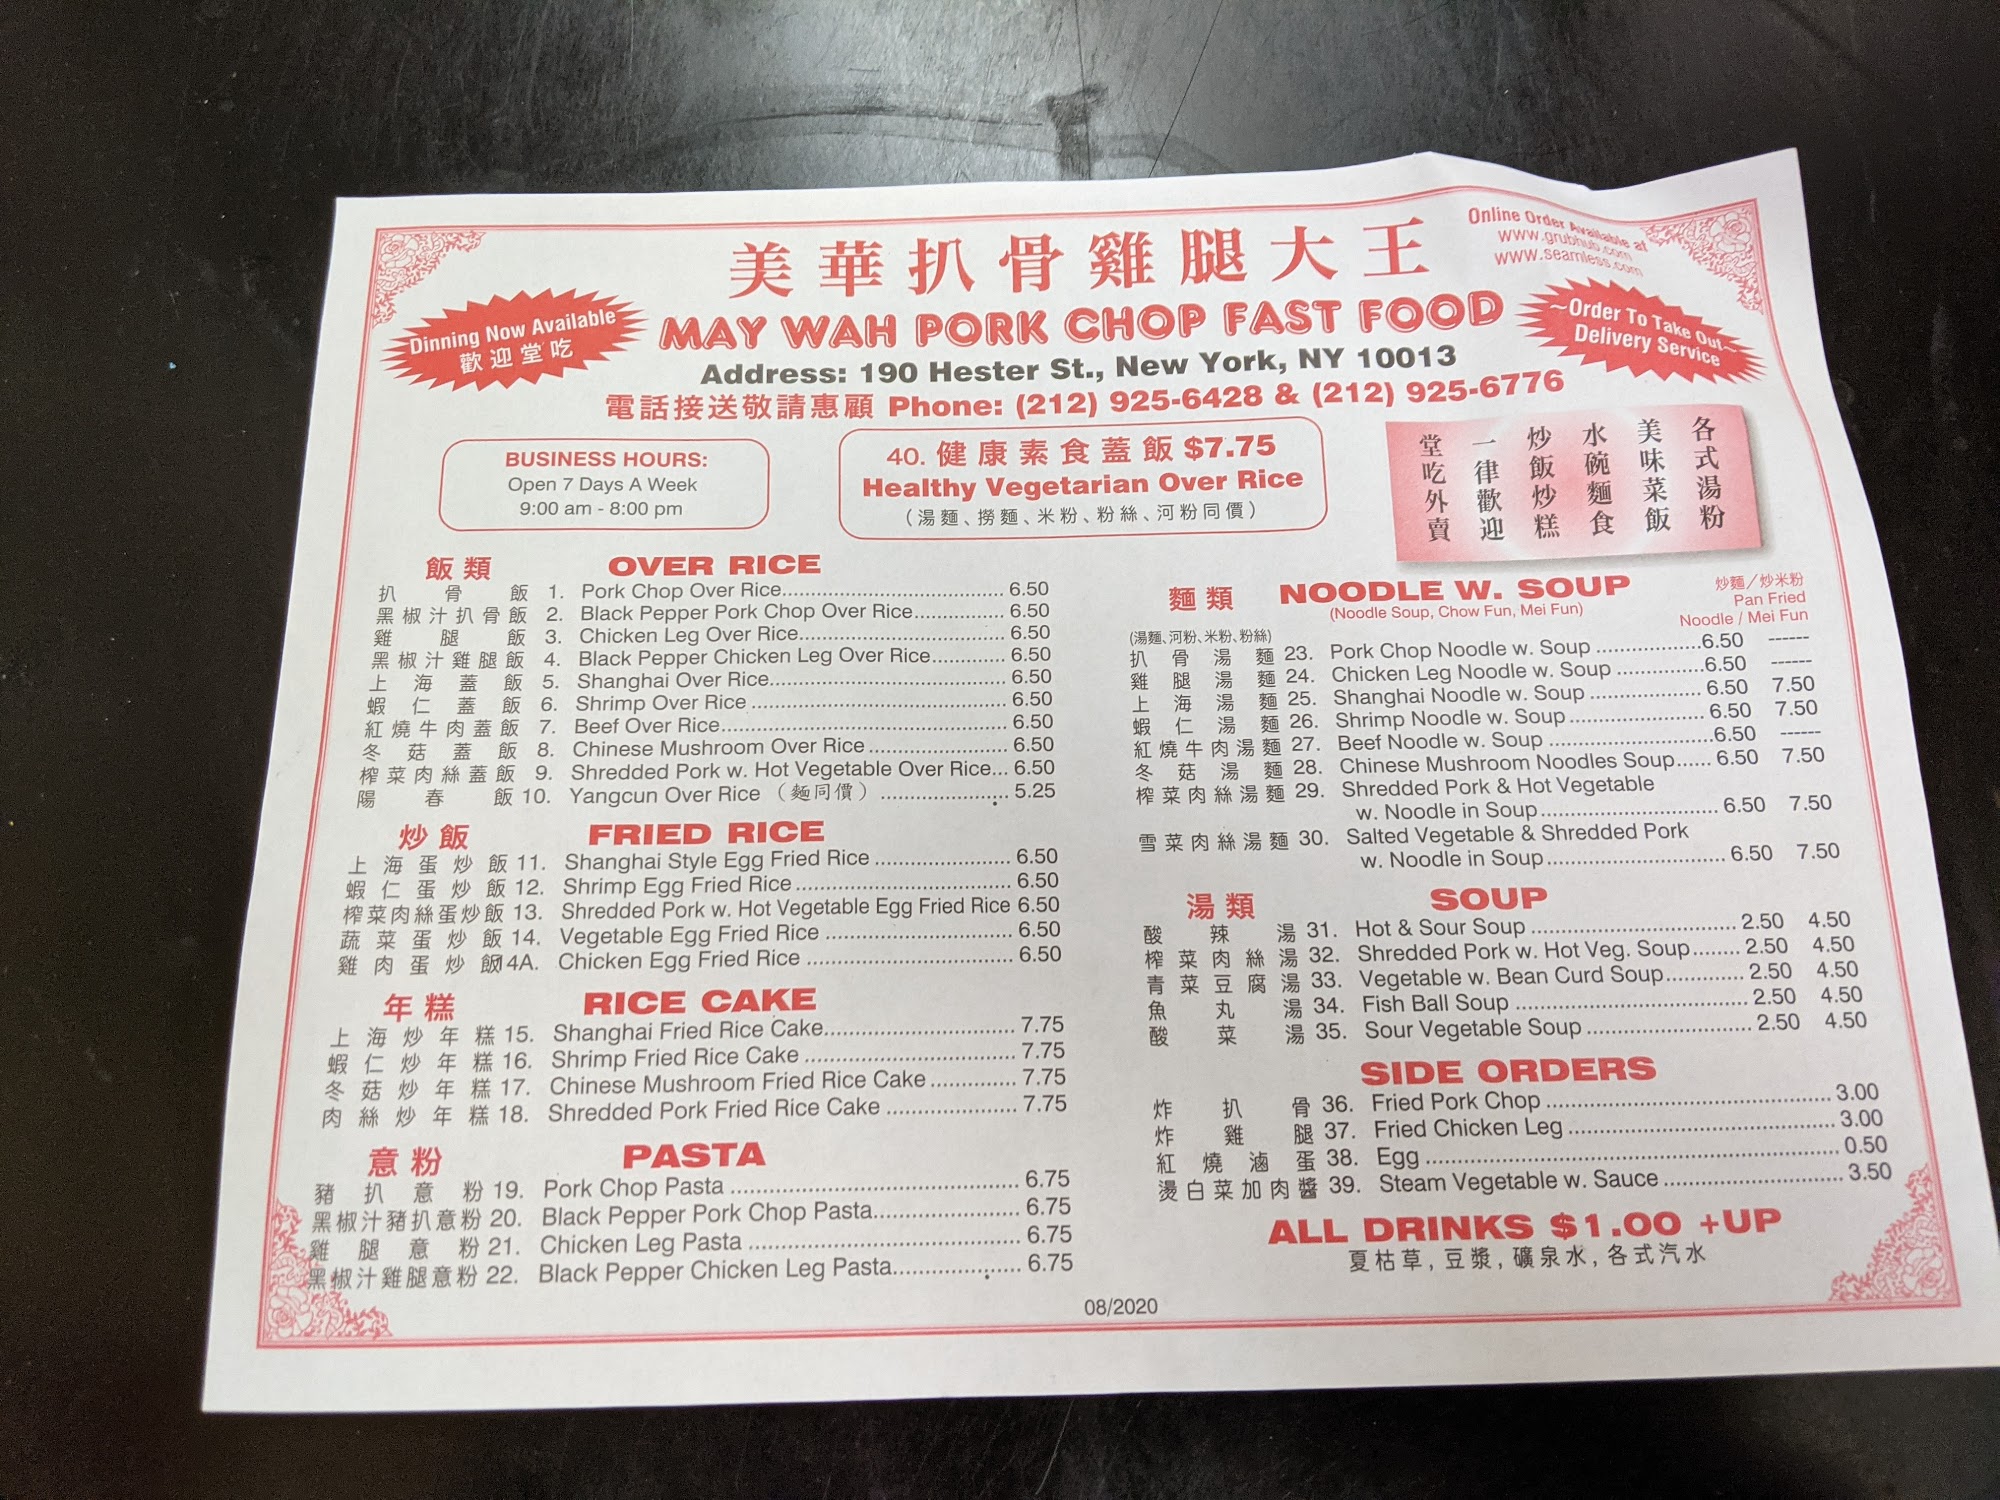 美華扒骨雞腿大王
Online Order Available at
www.grubhub.com
www.seamless.com
Dinning Now Available
歡迎堂吃
MAY WAH PORK CHOP FAST FOOD
~Order To Take Out~
Delivery Service
Address: 190 Hester St., New York, NY 10013
電話接送敬請惠顧 Phone: (212) 925-6428 & (212) 925-6776
BUSINESS HOURS:
Open 7 Days A Week
9:00 am - 8:00 pm
40. 健康素食蓋飯 $7.75
Healthy Vegetarian Over Rice
（湯麵、撈麵、米粉、粉絲、河粉同價）
各式湯粉
美味菜飯
水碗麵食
炒飯炒糕
一律歡迎
堂吃外賣
飯類 OVER RICE
扒骨飯 1. Pork Chop Over Rice 6.50
黑椒汁扒骨飯 2. Black Pepper Pork Chop Over Rice 6.50
雞腿飯 3. Chicken Leg Over Rice 6.50
黑椒汁雞腿飯 4. Black Pepper Chicken Leg Over Rice 6.50
上海蓋飯 5. Shanghai Over Rice 6.50
蝦仁蓋飯 6. Shrimp Over Rice 6.50
紅燒牛肉蓋飯 7. Beef Over Rice 6.50
冬菇蓋飯 8. Chinese Mushroom Over Rice 6.50
榨菜肉絲蓋飯 9. Shredded Pork w. Hot Vegetable Over Rice... 6.50
陽春飯 10. Yangcun Over Rice （麵同價） 5.25
炒飯 FRIED RICE
上海蛋炒飯 11. Shanghai Style Egg Fried Rice 6.50
蝦仁蛋炒飯 12. Shrimp Egg Fried Rice 6.50
榨菜肉絲蛋炒飯 13. Shredded Pork w. Hot Vegetable Egg Fried Rice 6.50
蔬菜蛋炒飯 14. Vegetable Egg Fried Rice 6.50
雞肉蛋炒飯 14A. Chicken Egg Fried Rice 6.50
年糕 RICE CAKE
上海炒年糕 15. Shanghai Fried Rice Cake 7.75
蝦仁炒年糕 16. Shrimp Fried Rice Cake 7.75
冬菇炒年糕 17. Chinese Mushroom Fried Rice Cake 7.75
肉絲炒年糕 18. Shredded Pork Fried Rice Cake 7.75
意粉 PASTA
豬扒意粉 19. Pork Chop Pasta 6.75
黑椒汁豬扒意粉 20. Black Pepper Pork Chop Pasta 6.75
雞腿意粉 21. Chicken Leg Pasta 6.75
黑椒汁雞腿意粉 22. Black Pepper Chicken Leg Pasta 6.75
麵類 NOODLE W. SOUP
(Noodle Soup, Chow Fun, Mei Fun)
炒麵／炒米粉
Pan Fried
Noodle / Mei Fun
(湯麵、河粉、米粉、粉絲)
扒骨湯麵 23. Pork Chop Noodle w. Soup 6.50 ------
雞腿湯麵 24. Chicken Leg Noodle w. Soup 6.50 ------
上海湯麵 25. Shanghai Noodle w. Soup 6.50 7.50
蝦仁湯麵 26. Shrimp Noodle w. Soup 6.50 7.50
紅燒牛肉湯麵 27. Beef Noodle w. Soup 6.50 ------
冬菇湯麵 28. Chinese Mushroom Noodles Soup 6.50 7.50
榨菜肉絲湯麵 29. Shredded Pork & Hot Vegetable
w. Noodle in Soup 6.50 7.50
雪菜肉絲湯麵 30. Salted Vegetable & Shredded Pork
w. Noodle in Soup 6.50 7.50
湯類 SOUP
酸辣湯 31. Hot & Sour Soup 2.50 4.50
榨菜肉絲湯 32. Shredded Pork w. Hot Veg. Soup 2.50 4.50
青菜豆腐湯 33. Vegetable w. Bean Curd Soup 2.50 4.50
魚丸湯 34. Fish Ball Soup 2.50 4.50
酸菜湯 35. Sour Vegetable Soup 2.50 4.50
SIDE ORDERS
炸扒骨 36. Fried Pork Chop 3.00
炸雞腿 37. Fried Chicken Leg 3.00
紅燒滷蛋 38. Egg 0.50
燙白菜加肉醬 39. Steam Vegetable w. Sauce 3.50
ALL DRINKS $1.00 +UP
夏枯草, 豆漿, 礦泉水, 各式汽水
08/2020